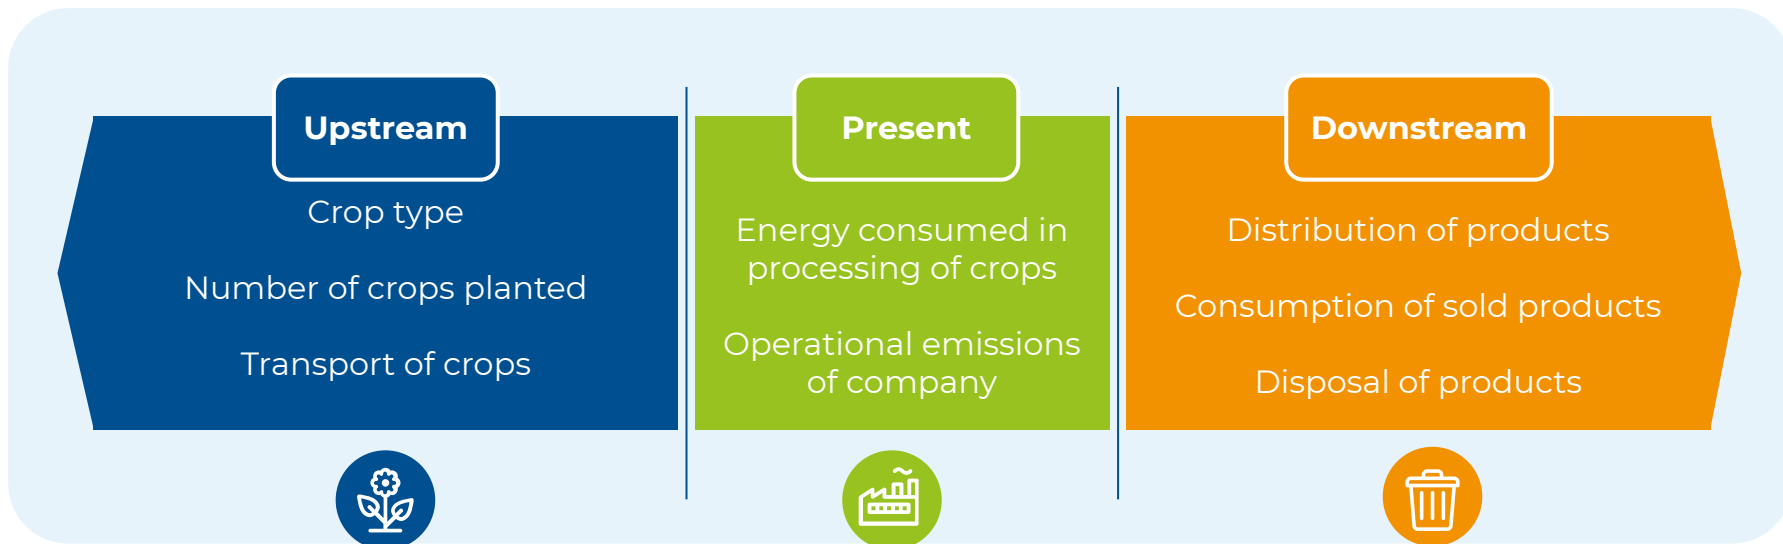 Upstream
Crop type
Number of crops planted
Transport of crops
Present
Energy consumed in
processing of crops
Operational emissions
of company
Downstream
Distribution of products
Consumption of sold products
Disposal of products